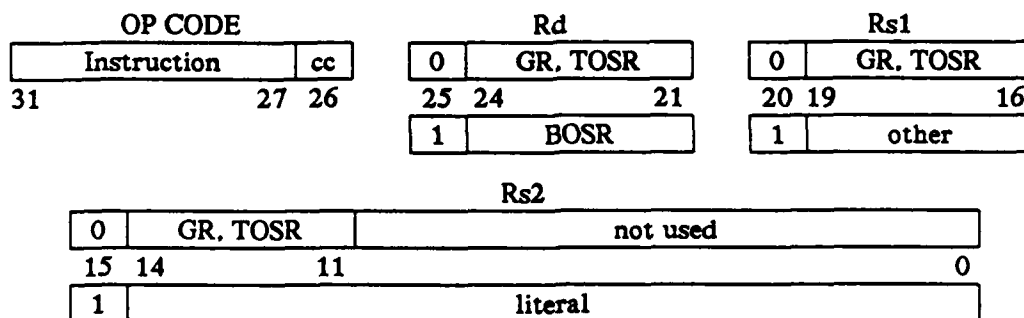 OP CODE Rd Rs1
Instruction cc 0 GR, TOSR 0 GR, TOSR
31 27 26 25 24 21 20 19 16
1 BOSR 1 other
Rs2
0 GR, TOSR not used
15 14 11 0
1 literal